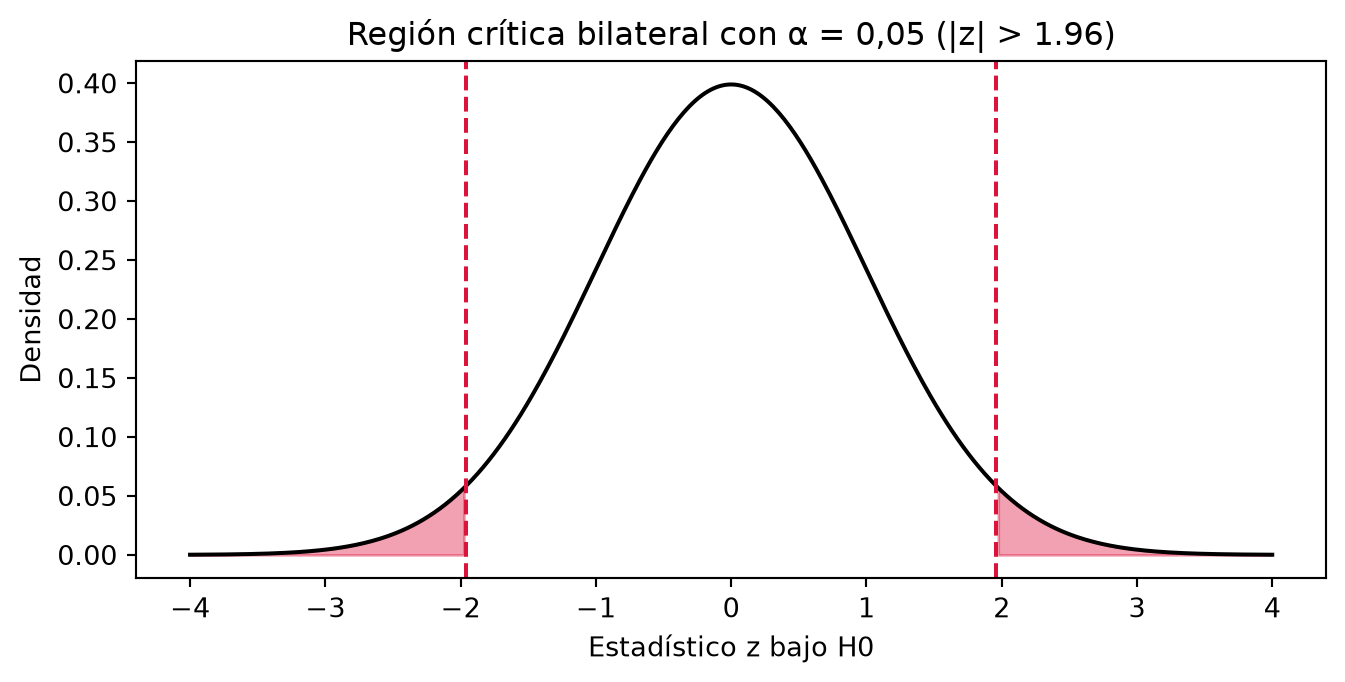 Región crítica bilateral con α = 0,05 (|z| > 1.96)
0.40
0.35
0.30
0.25
0.20
0.15
0.10
0.05
0.00
Densidad
−4 −3 −2 −1 0 1 2 3 4
Estadístico z bajo H0